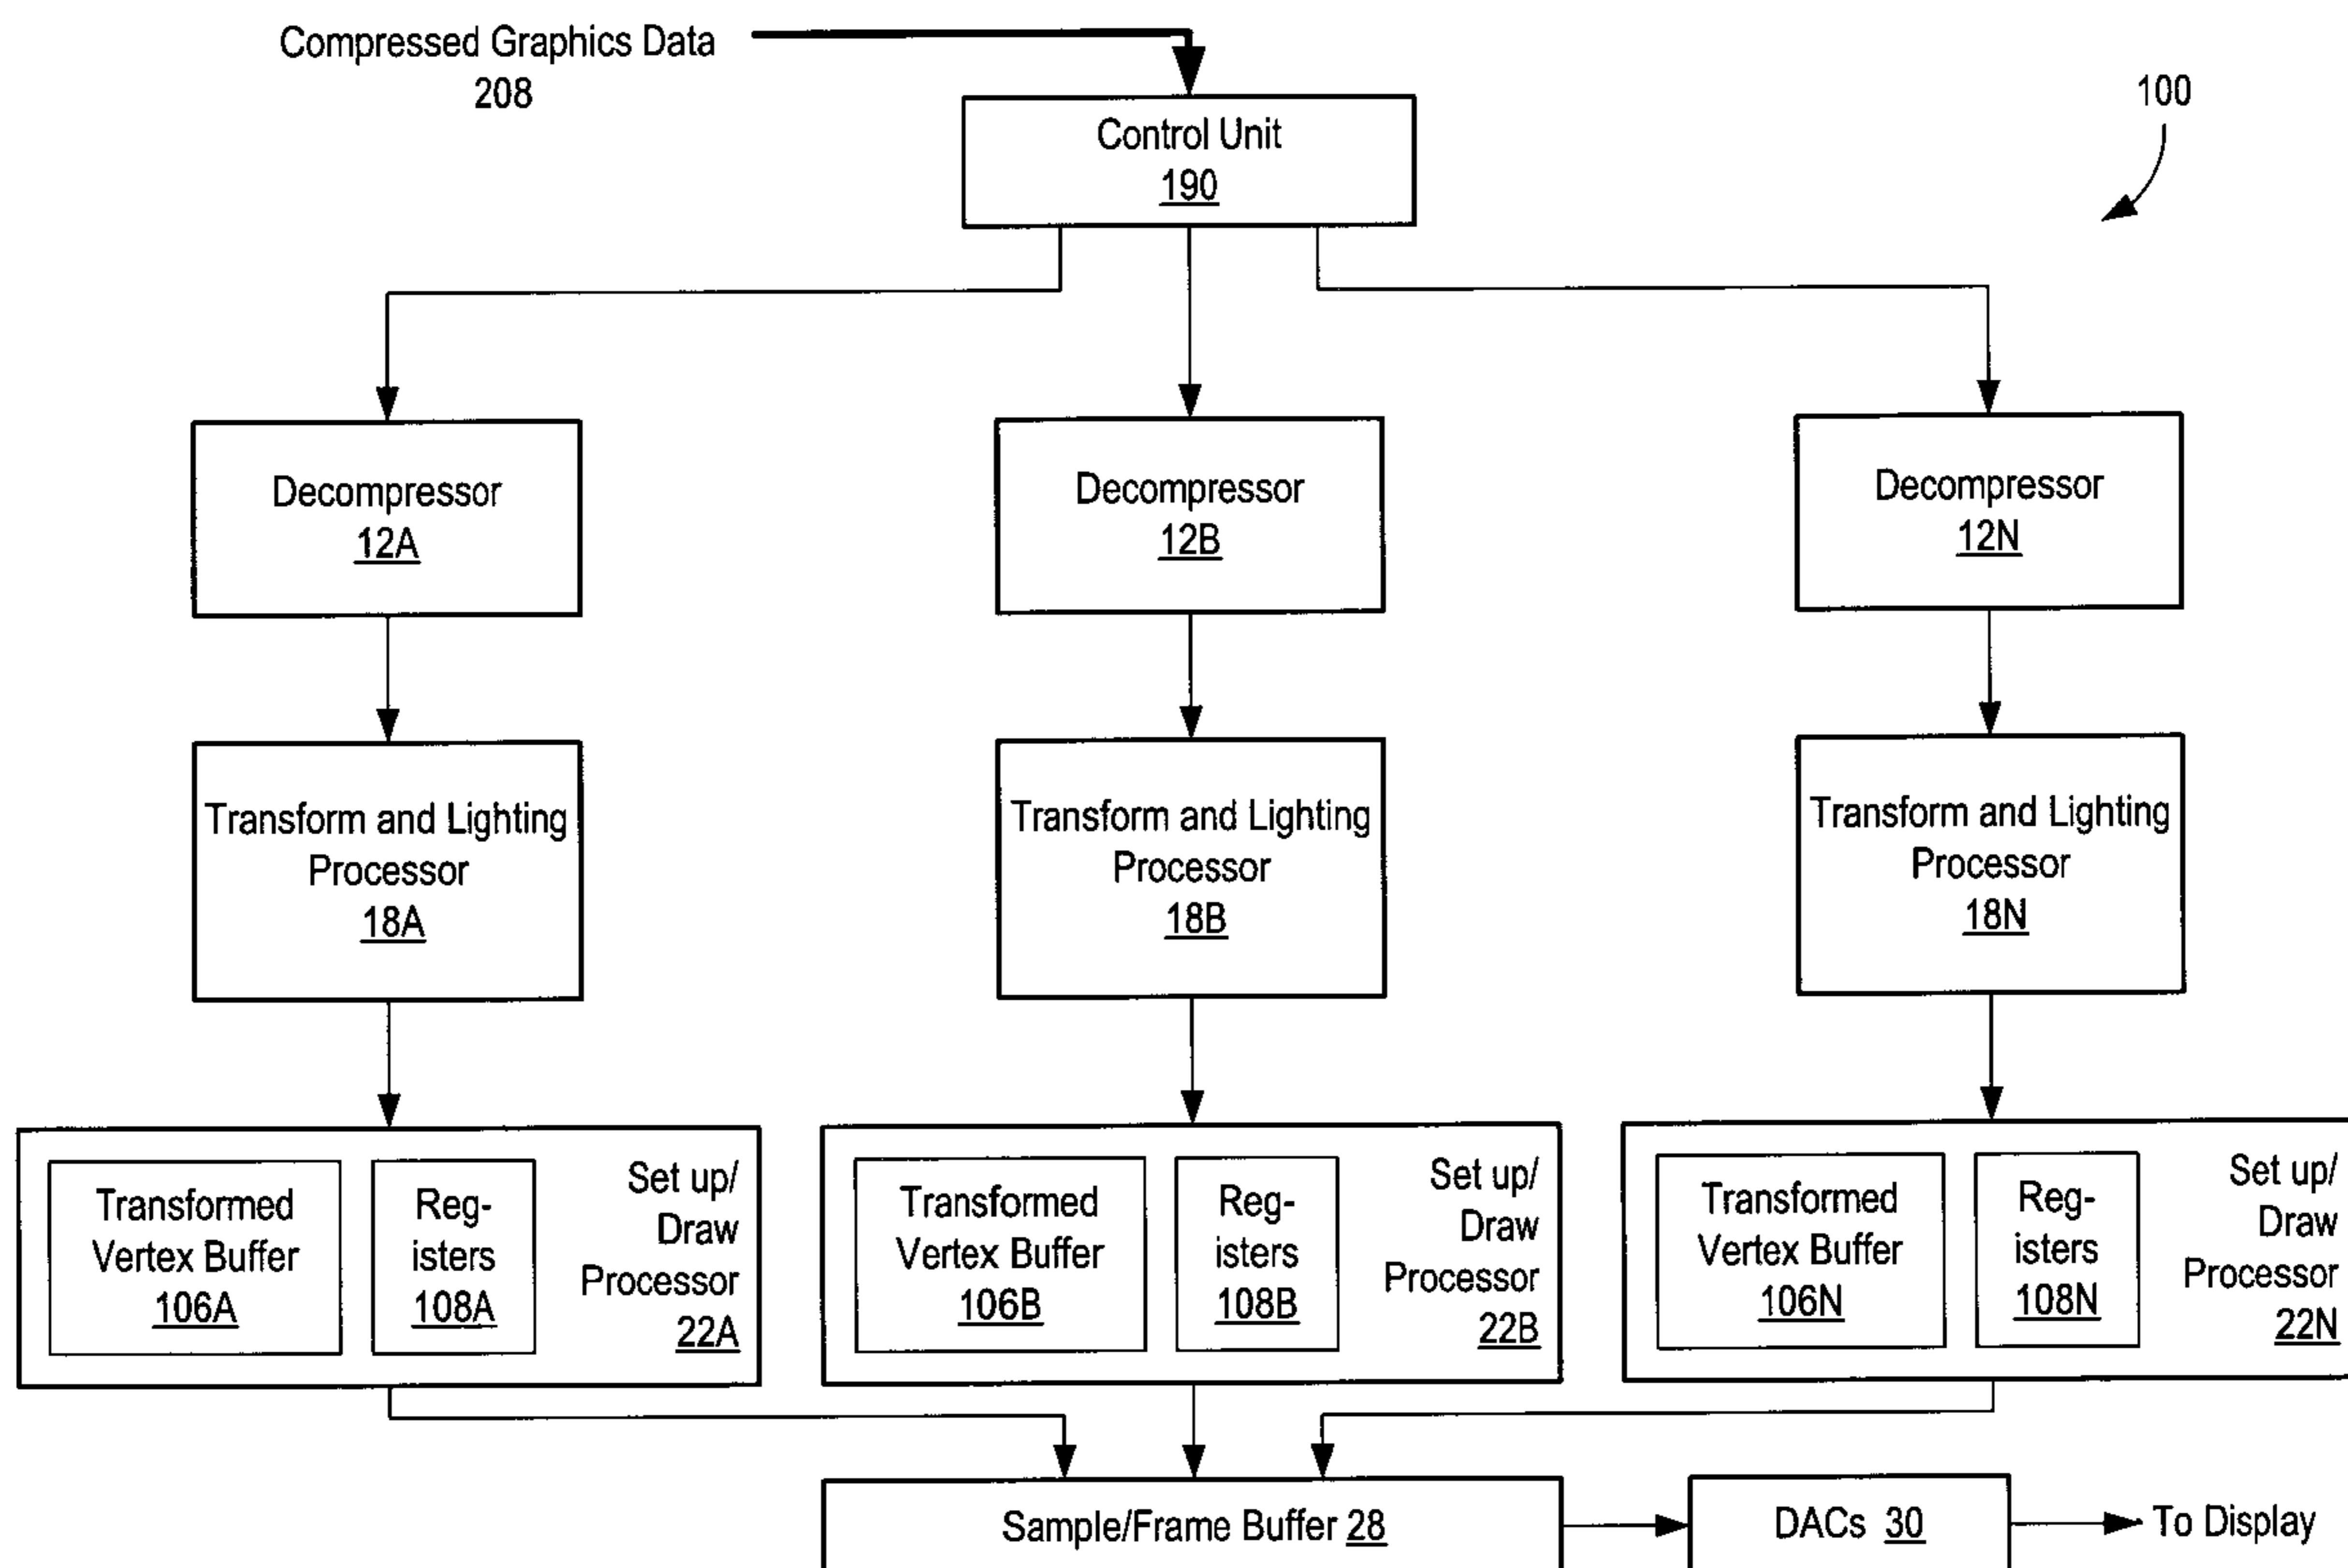 Compressed Graphics Data
208
100
Control Unit
190
Decompressor
12A
Decompressor
12B
Decompressor
12N
Transform and Lighting
Processor
18A
Transform and Lighting
Processor
18B
Transform and Lighting
Processor
18N
Transformed
Vertex Buffer
106A
Reg-
isters
108A
Set up/
Draw
Processor
22A
Transformed
Vertex Buffer
106B
Reg-
isters
108B
Set up/
Draw
Processor
22B
Transformed
Vertex Buffer
106N
Reg-
isters
108N
Set up/
Draw
Processor
22N
Sample/Frame Buffer 28
DACs 30
To Display